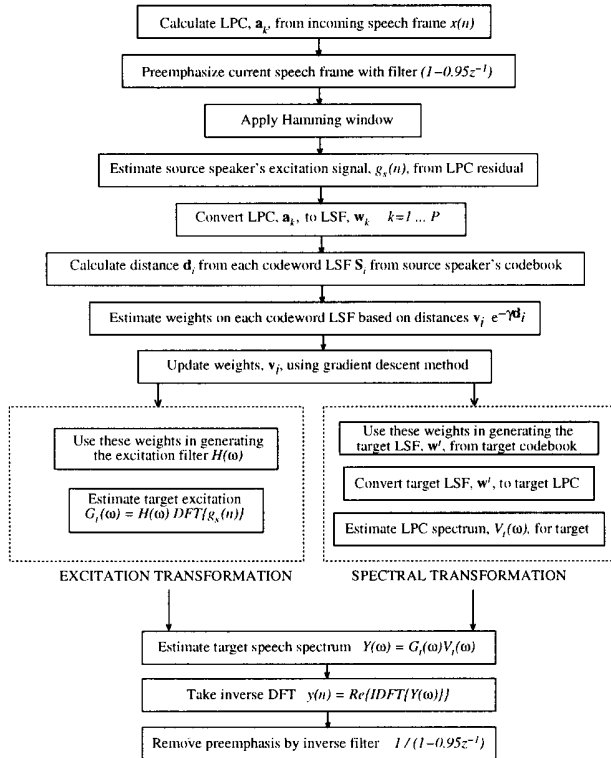 Calculate LPC, a_k, from incoming speech frame x(n)
Preemphasize current speech frame with filter (1-0.95z^-1)
Apply Hamming window
Estimate source speaker's excitation signal, g_s(n), from LPC residual
Convert LPC, a_k, to LSF, w_k k=1 ... P
Calculate distance d_i from each codeword LSF S_i from source speaker's codebook
Estimate weights on each codeword LSF based on distances v_i e^-γd_i
Update weights, v_i, using gradient descent method
Use these weights in generating
the excitation filter H(ω)
Estimate target excitation
G_t(ω) = H(ω) DFT{g_s(n)}
EXCITATION TRANSFORMATION
Use these weights in generating the
target LSF, w^t, from target codebook
Convert target LSF, w^t, to target LPC
Estimate LPC spectrum, V_t(ω), for target
SPECTRAL TRANSFORMATION
Estimate target speech spectrum Y(ω) = G_t(ω)V_t(ω)
Take inverse DFT y(n) = Re{IDFT{Y(ω)}}
Remove preemphasis by inverse filter 1/(1-0.95z^-1)